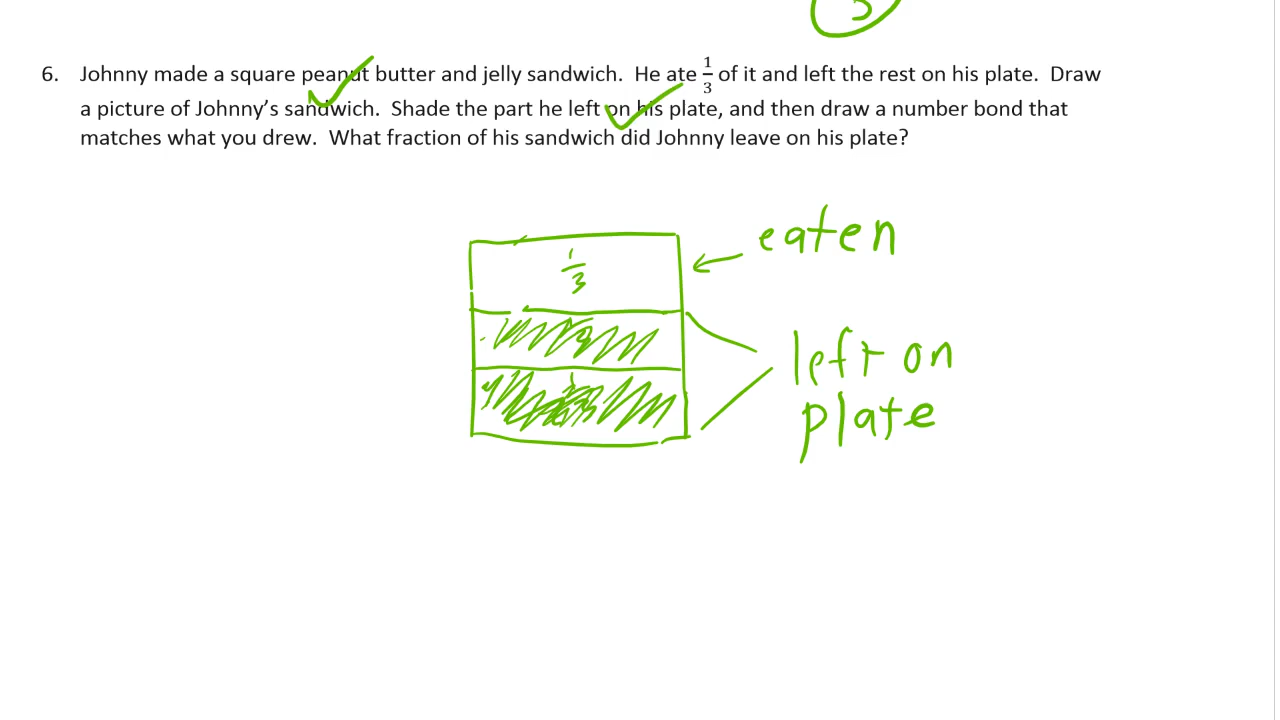 3
6. Johnny made a square peanut butter and jelly sandwich. He ate 1/3 of it and left the rest on his plate. Draw
a picture of Johnny's sandwich. Shade the part he left on his plate, and then draw a number bond that
matches what you drew. What fraction of his sandwich did Johnny leave on his plate?
eaten
1/3
left on
plate